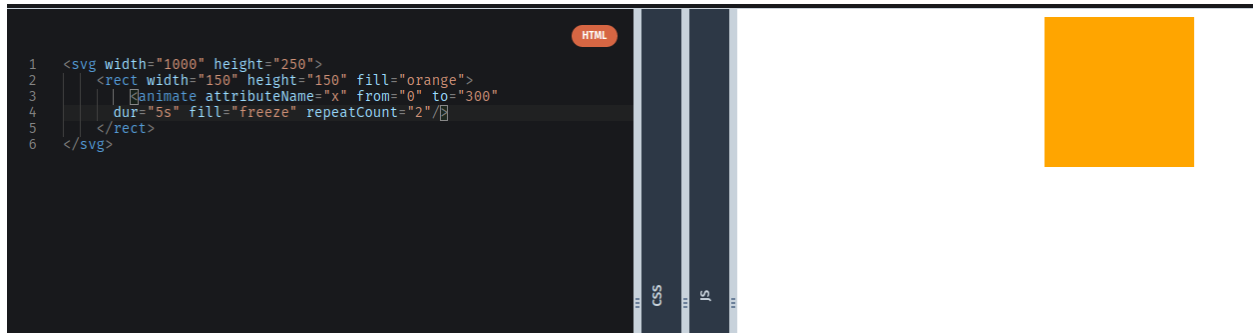 HTML
1 <svg width="1000" height="250">
2 <rect width="150" height="150" fill="orange">
3 <animate attributeName="x" from="0" to="300"
4 dur="5s" fill="freeze" repeatCount="2"/>
5 </rect>
6 </svg>
CSS
JS